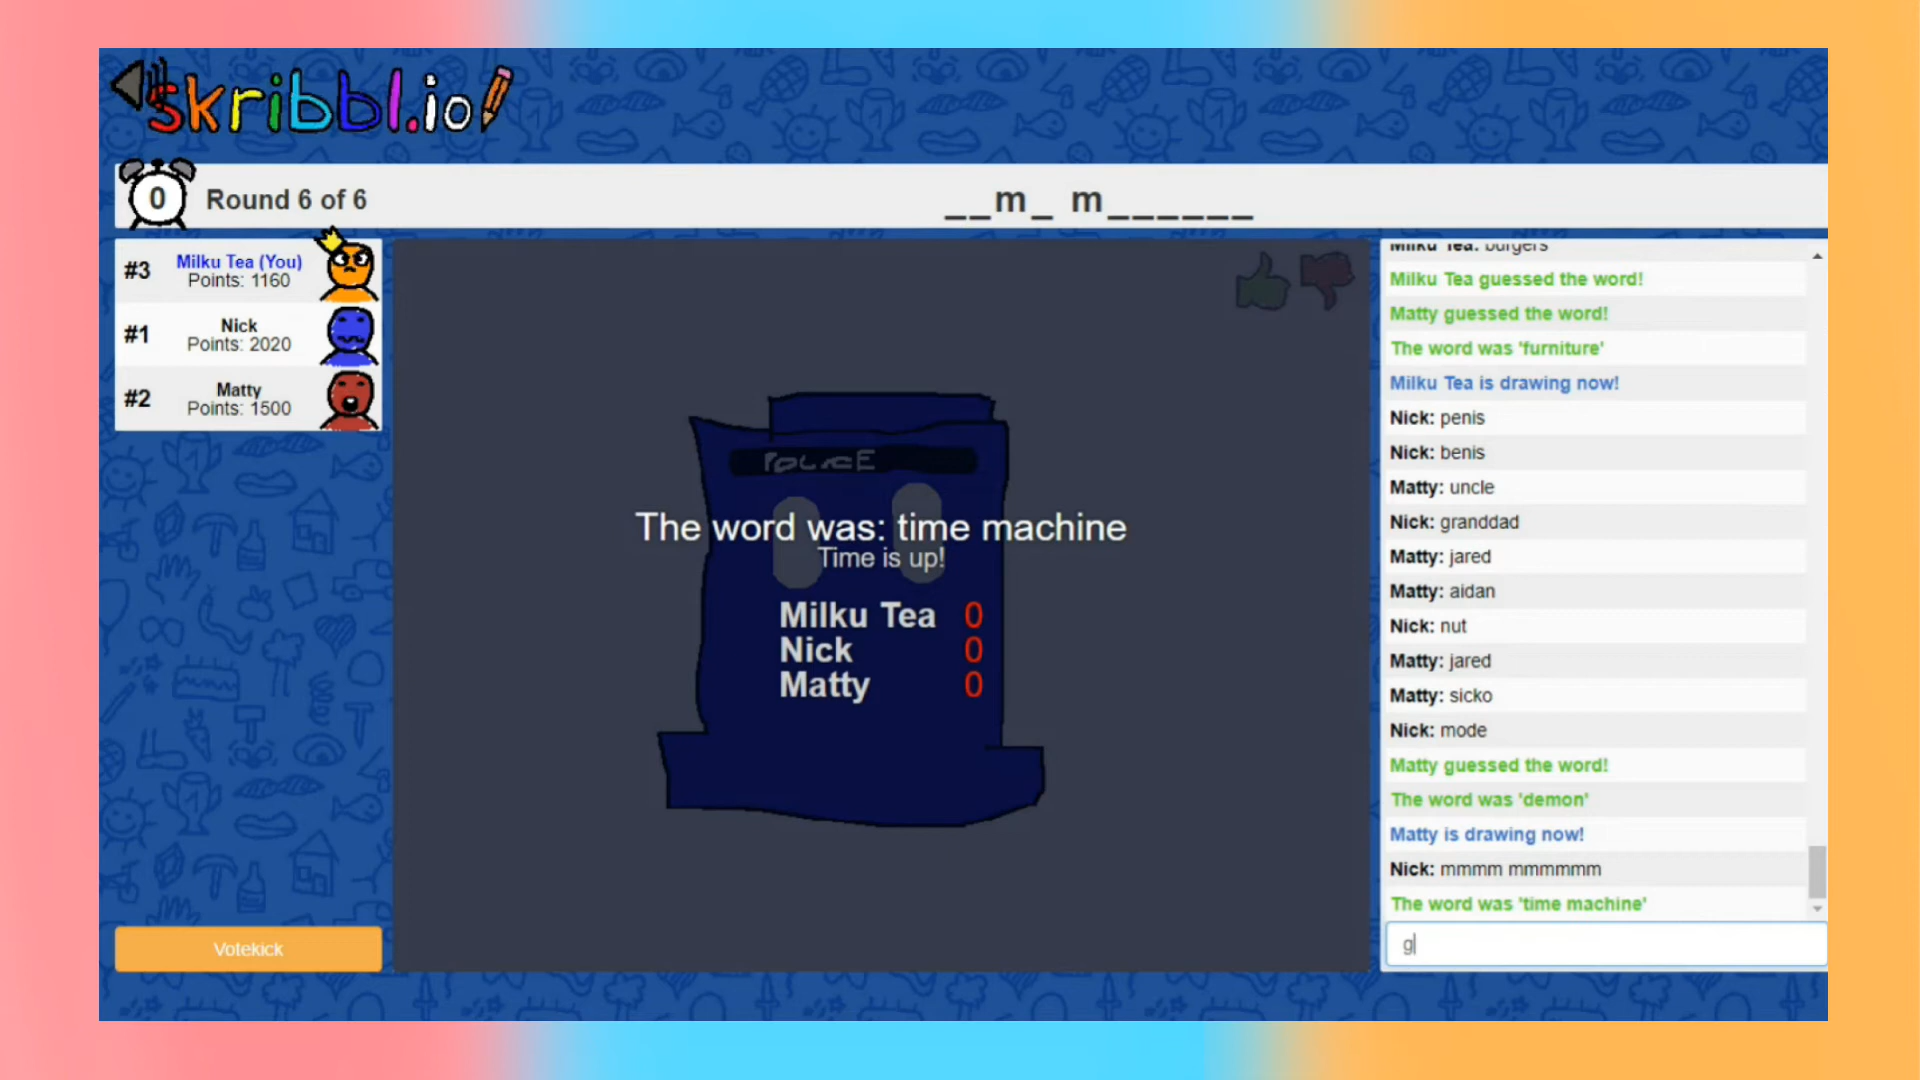 skribbl.io
0
Round 6 of 6
__m_ m______
#3
Milku Tea (You)
Points: 1160
#1
Nick
Points: 2020
#2
Matty
Points: 1500
POLICE
The word was: time machine
Time is up!
Milku Tea 0
Nick 0
Matty 0
Milku Tea: burgers
Milku Tea guessed the word!
Matty guessed the word!
The word was 'furniture'
Milku Tea is drawing now!
Nick: penis
Nick: benis
Matty: uncle
Nick: granddad
Matty: jared
Matty: aidan
Nick: nut
Matty: jared
Matty: sicko
Nick: mode
Matty guessed the word!
The word was 'demon'
Matty is drawing now!
Nick: mmmm mmmmmm
The word was 'time machine'
g
Votekick